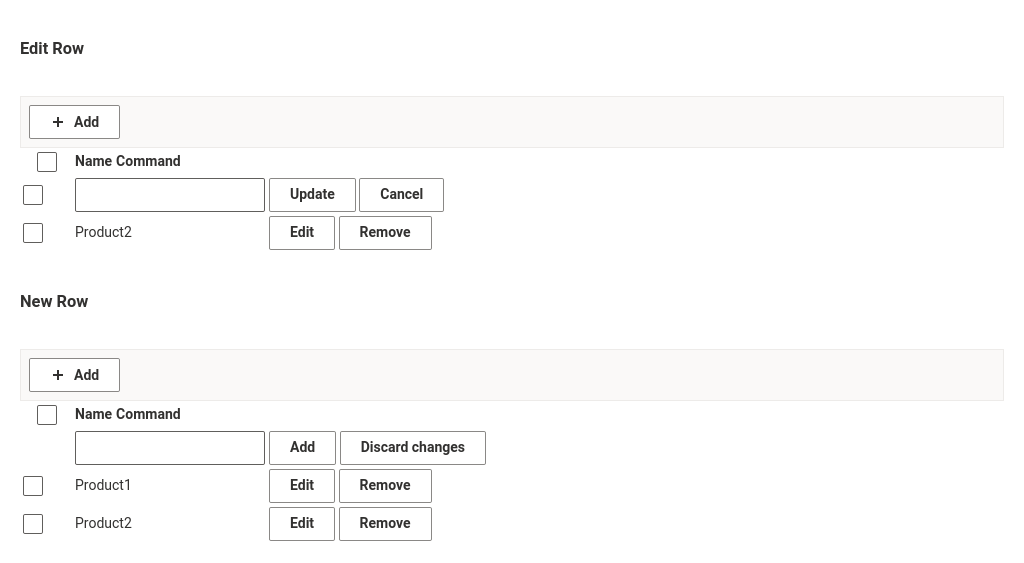 Edit Row
+ Add
Name Command
Update Cancel
Product2 Edit Remove
New Row
+ Add
Name Command
Add Discard changes
Product1 Edit Remove
Product2 Edit Remove